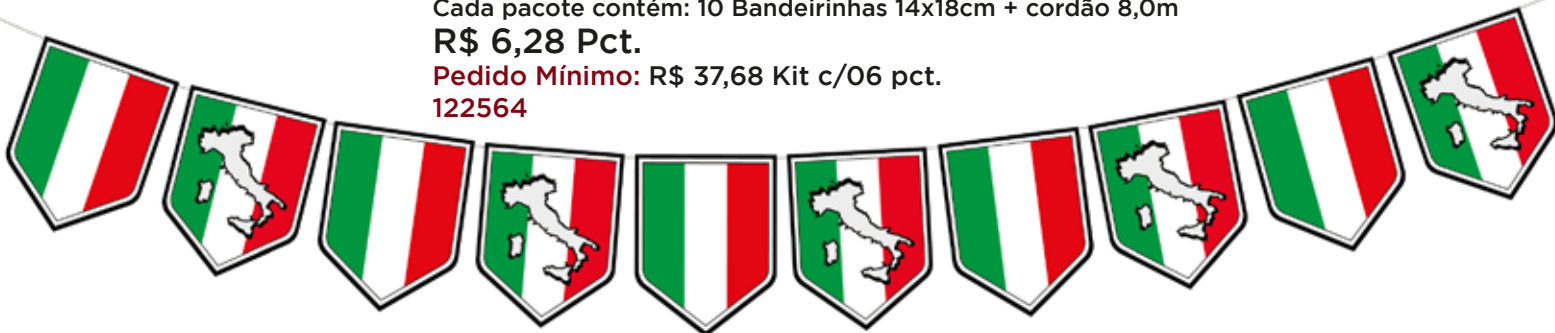 Cada pacote contém: 10 Bandeirinhas 14x18cm + cordão 8,0m
R$ 6,28 Pct.
Pedido Mínimo: R$ 37,68 Kit c/06 pct.
122564